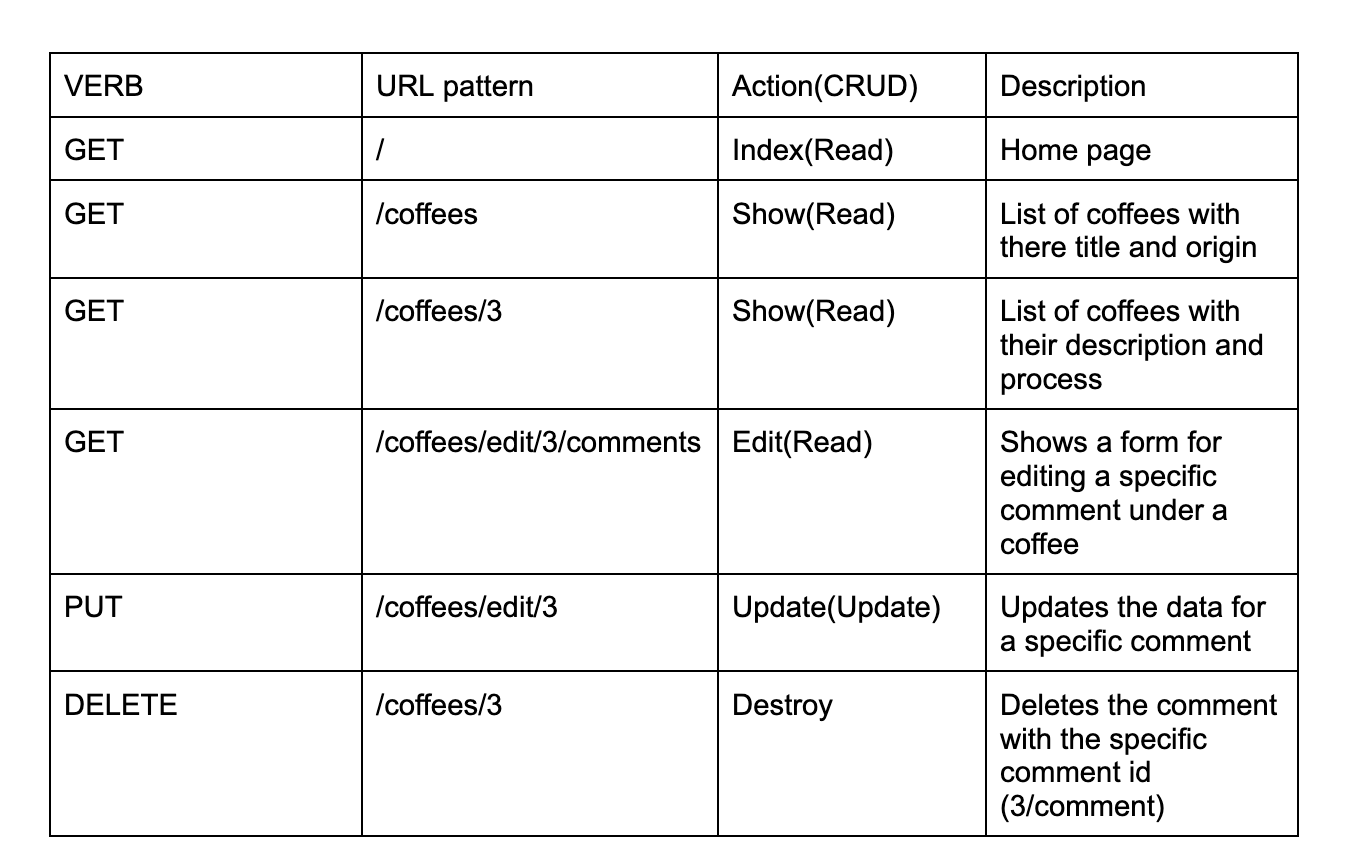 VERB URL pattern Action(CRUD) Description
GET / Index(Read) Home page
GET /coffees Show(Read) List of coffees with
there title and origin
GET /coffees/3 Show(Read) List of coffees with
their description and
process
GET /coffees/edit/3/comments Edit(Read) Shows a form for
editing a specific
comment under a
coffee
PUT /coffees/edit/3 Update(Update) Updates the data for
a specific comment
DELETE /coffees/3 Destroy Deletes the comment
with the specific
comment id
(3/comment)